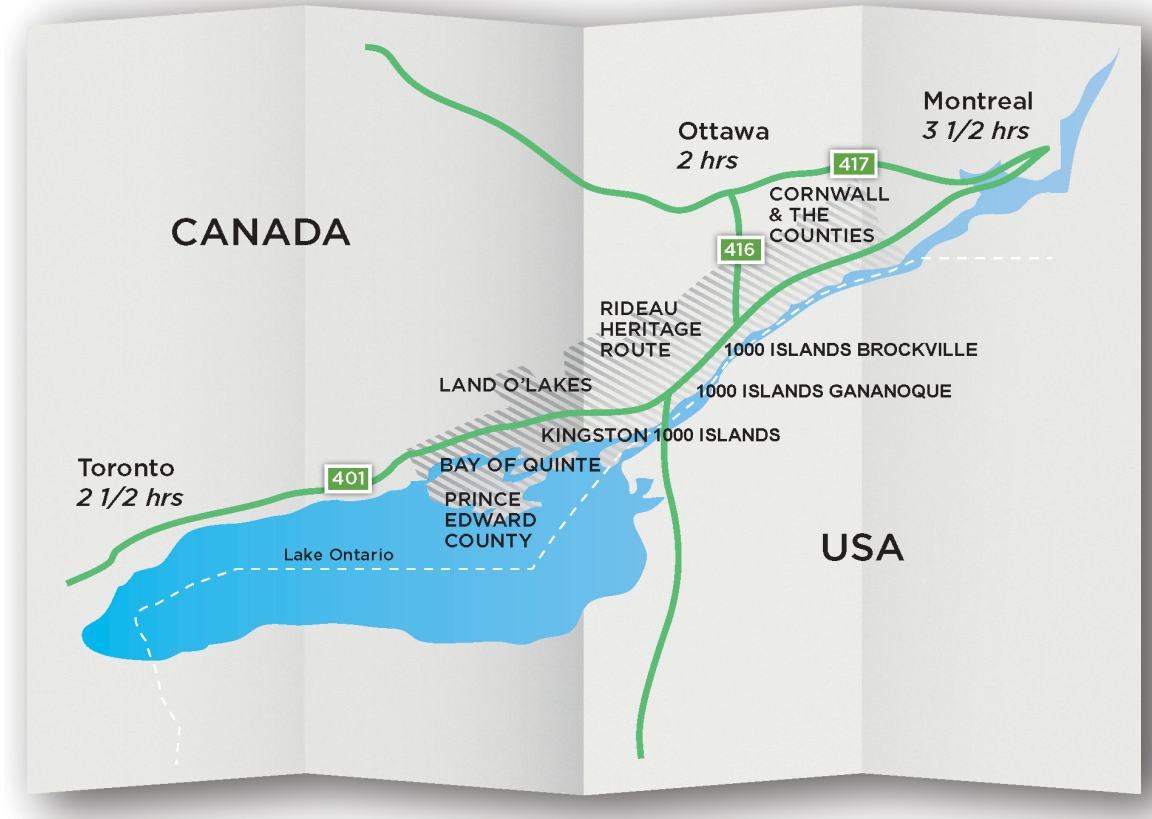 Montreal
3 1/2 hrs
Ottawa
2 hrs
417
CORNWALL
& THE
COUNTIES
CANADA
416
RIDEAU
HERITAGE
ROUTE
1000 ISLANDS BROCKVILLE
LAND O'LAKES
1000 ISLANDS GANANOQUE
KINGSTON 1000 ISLANDS
Toronto
2 1/2 hrs
401
BAY OF QUINTE
PRINCE
EDWARD
COUNTY
Lake Ontario
USA